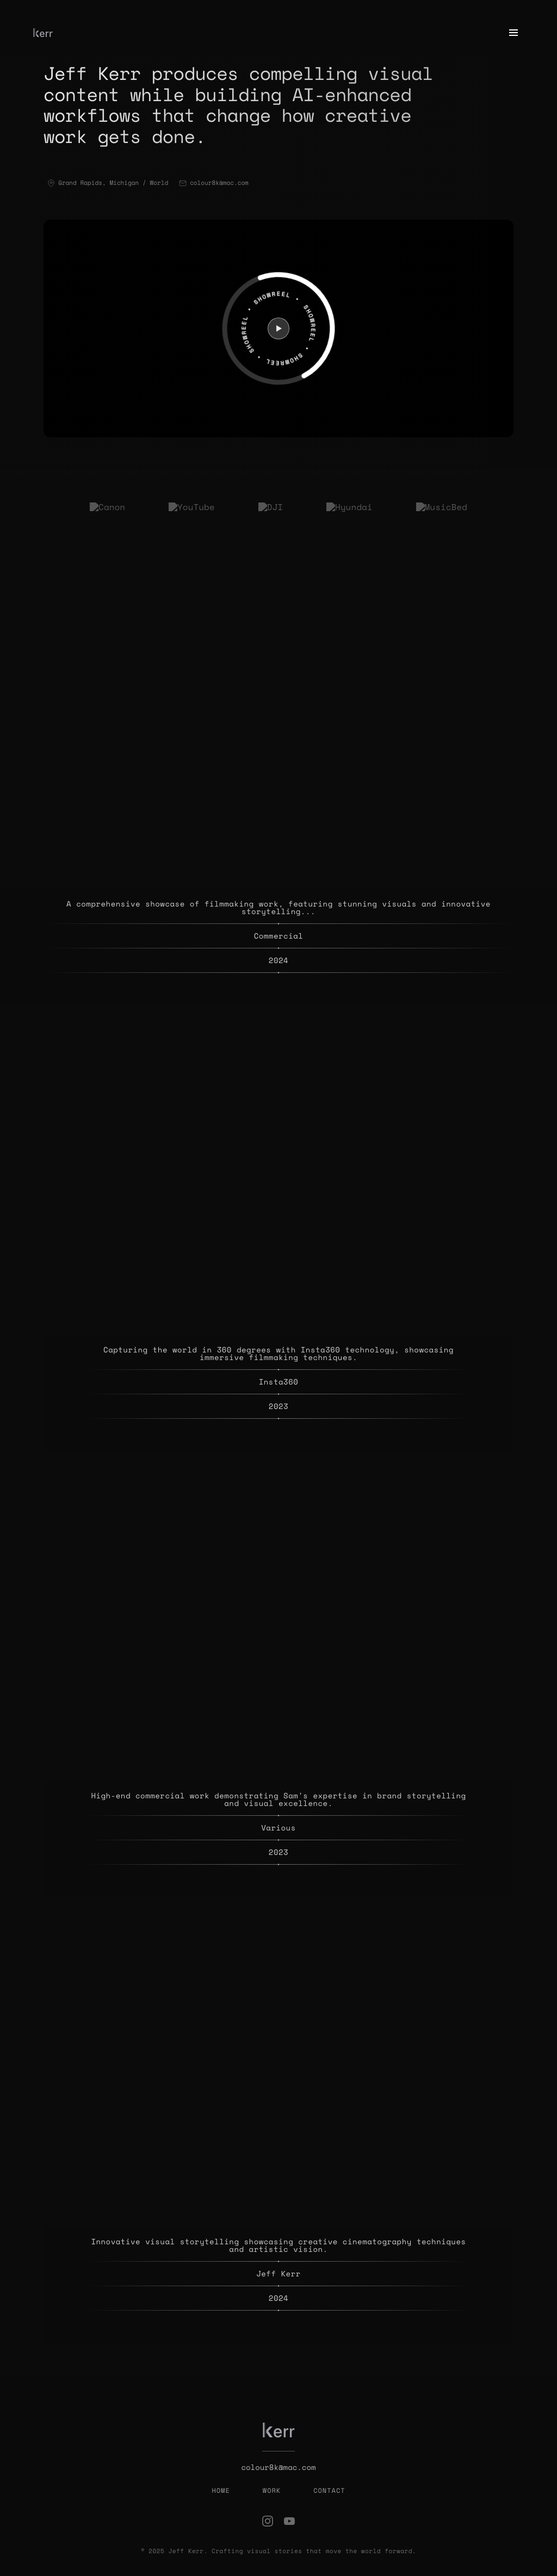 kerr
Jeff Kerr produces compelling visual
content while building AI-enhanced
workflows that change how creative
work gets done.
Grand Rapids, Michigan / World
colour8k@mac.com
SHOWREEL • SHOWREEL • SHOWREEL • SHOWREEL •
Canon
YouTube
DJI
Hyundai
MusicBed
A comprehensive showcase of filmmaking work, featuring stunning visuals and innovative
storytelling...
Commercial
2024
Capturing the world in 360 degrees with Insta360 technology, showcasing
immersive filmmaking techniques.
Insta360
2023
High-end commercial work demonstrating Sam's expertise in brand storytelling
and visual excellence.
Various
2023
Innovative visual storytelling showcasing creative cinematography techniques
and artistic vision.
Jeff Kerr
2024
kerr
colour8k@mac.com
HOME WORK CONTACT
© 2025 Jeff Kerr. Crafting visual stories that move the world forward.